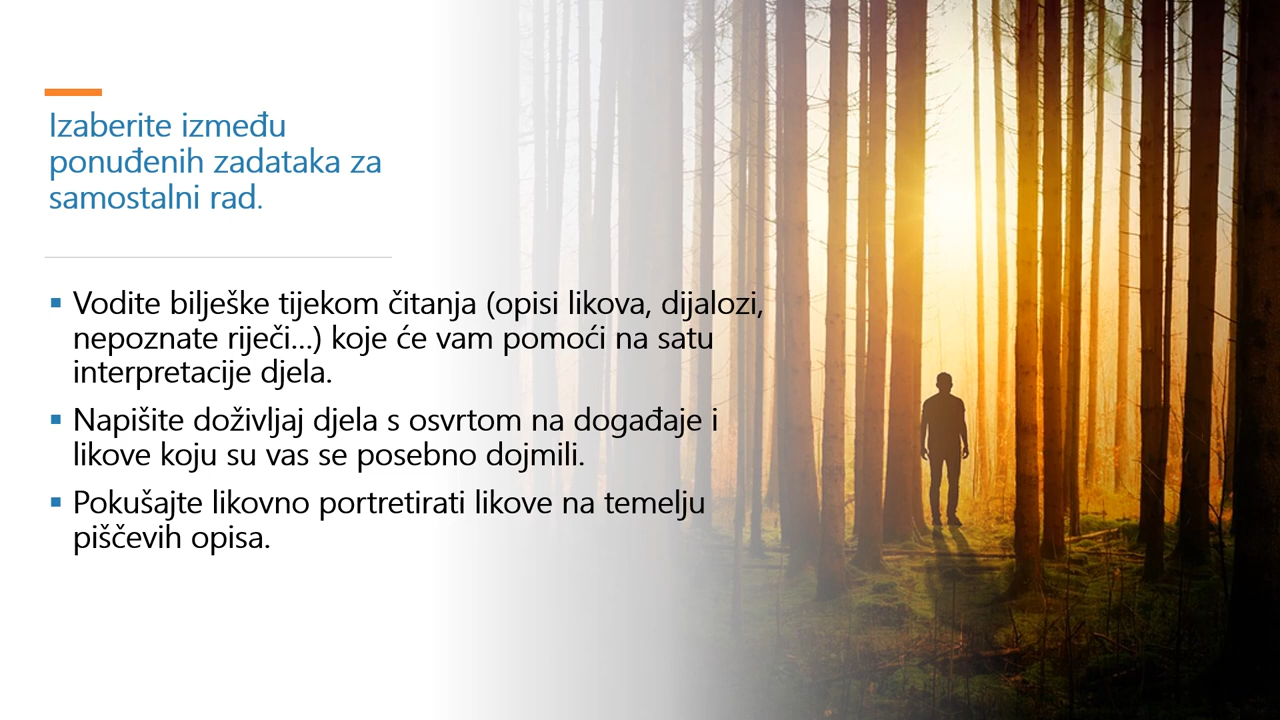 Izaberite između
ponuđenih zadataka za
samostalni rad.
▪ Vodite bilješke tijekom čitanja (opisi likova, dijalozi,
nepoznate riječi...) koje će vam pomoći na satu
interpretacije djela.
▪ Napišite doživljaj djela s osvrtom na događaje i
likove koju su vas se posebno dojmili.
▪ Pokušajte likovno portretirati likove na temelju
piščevih opisa.